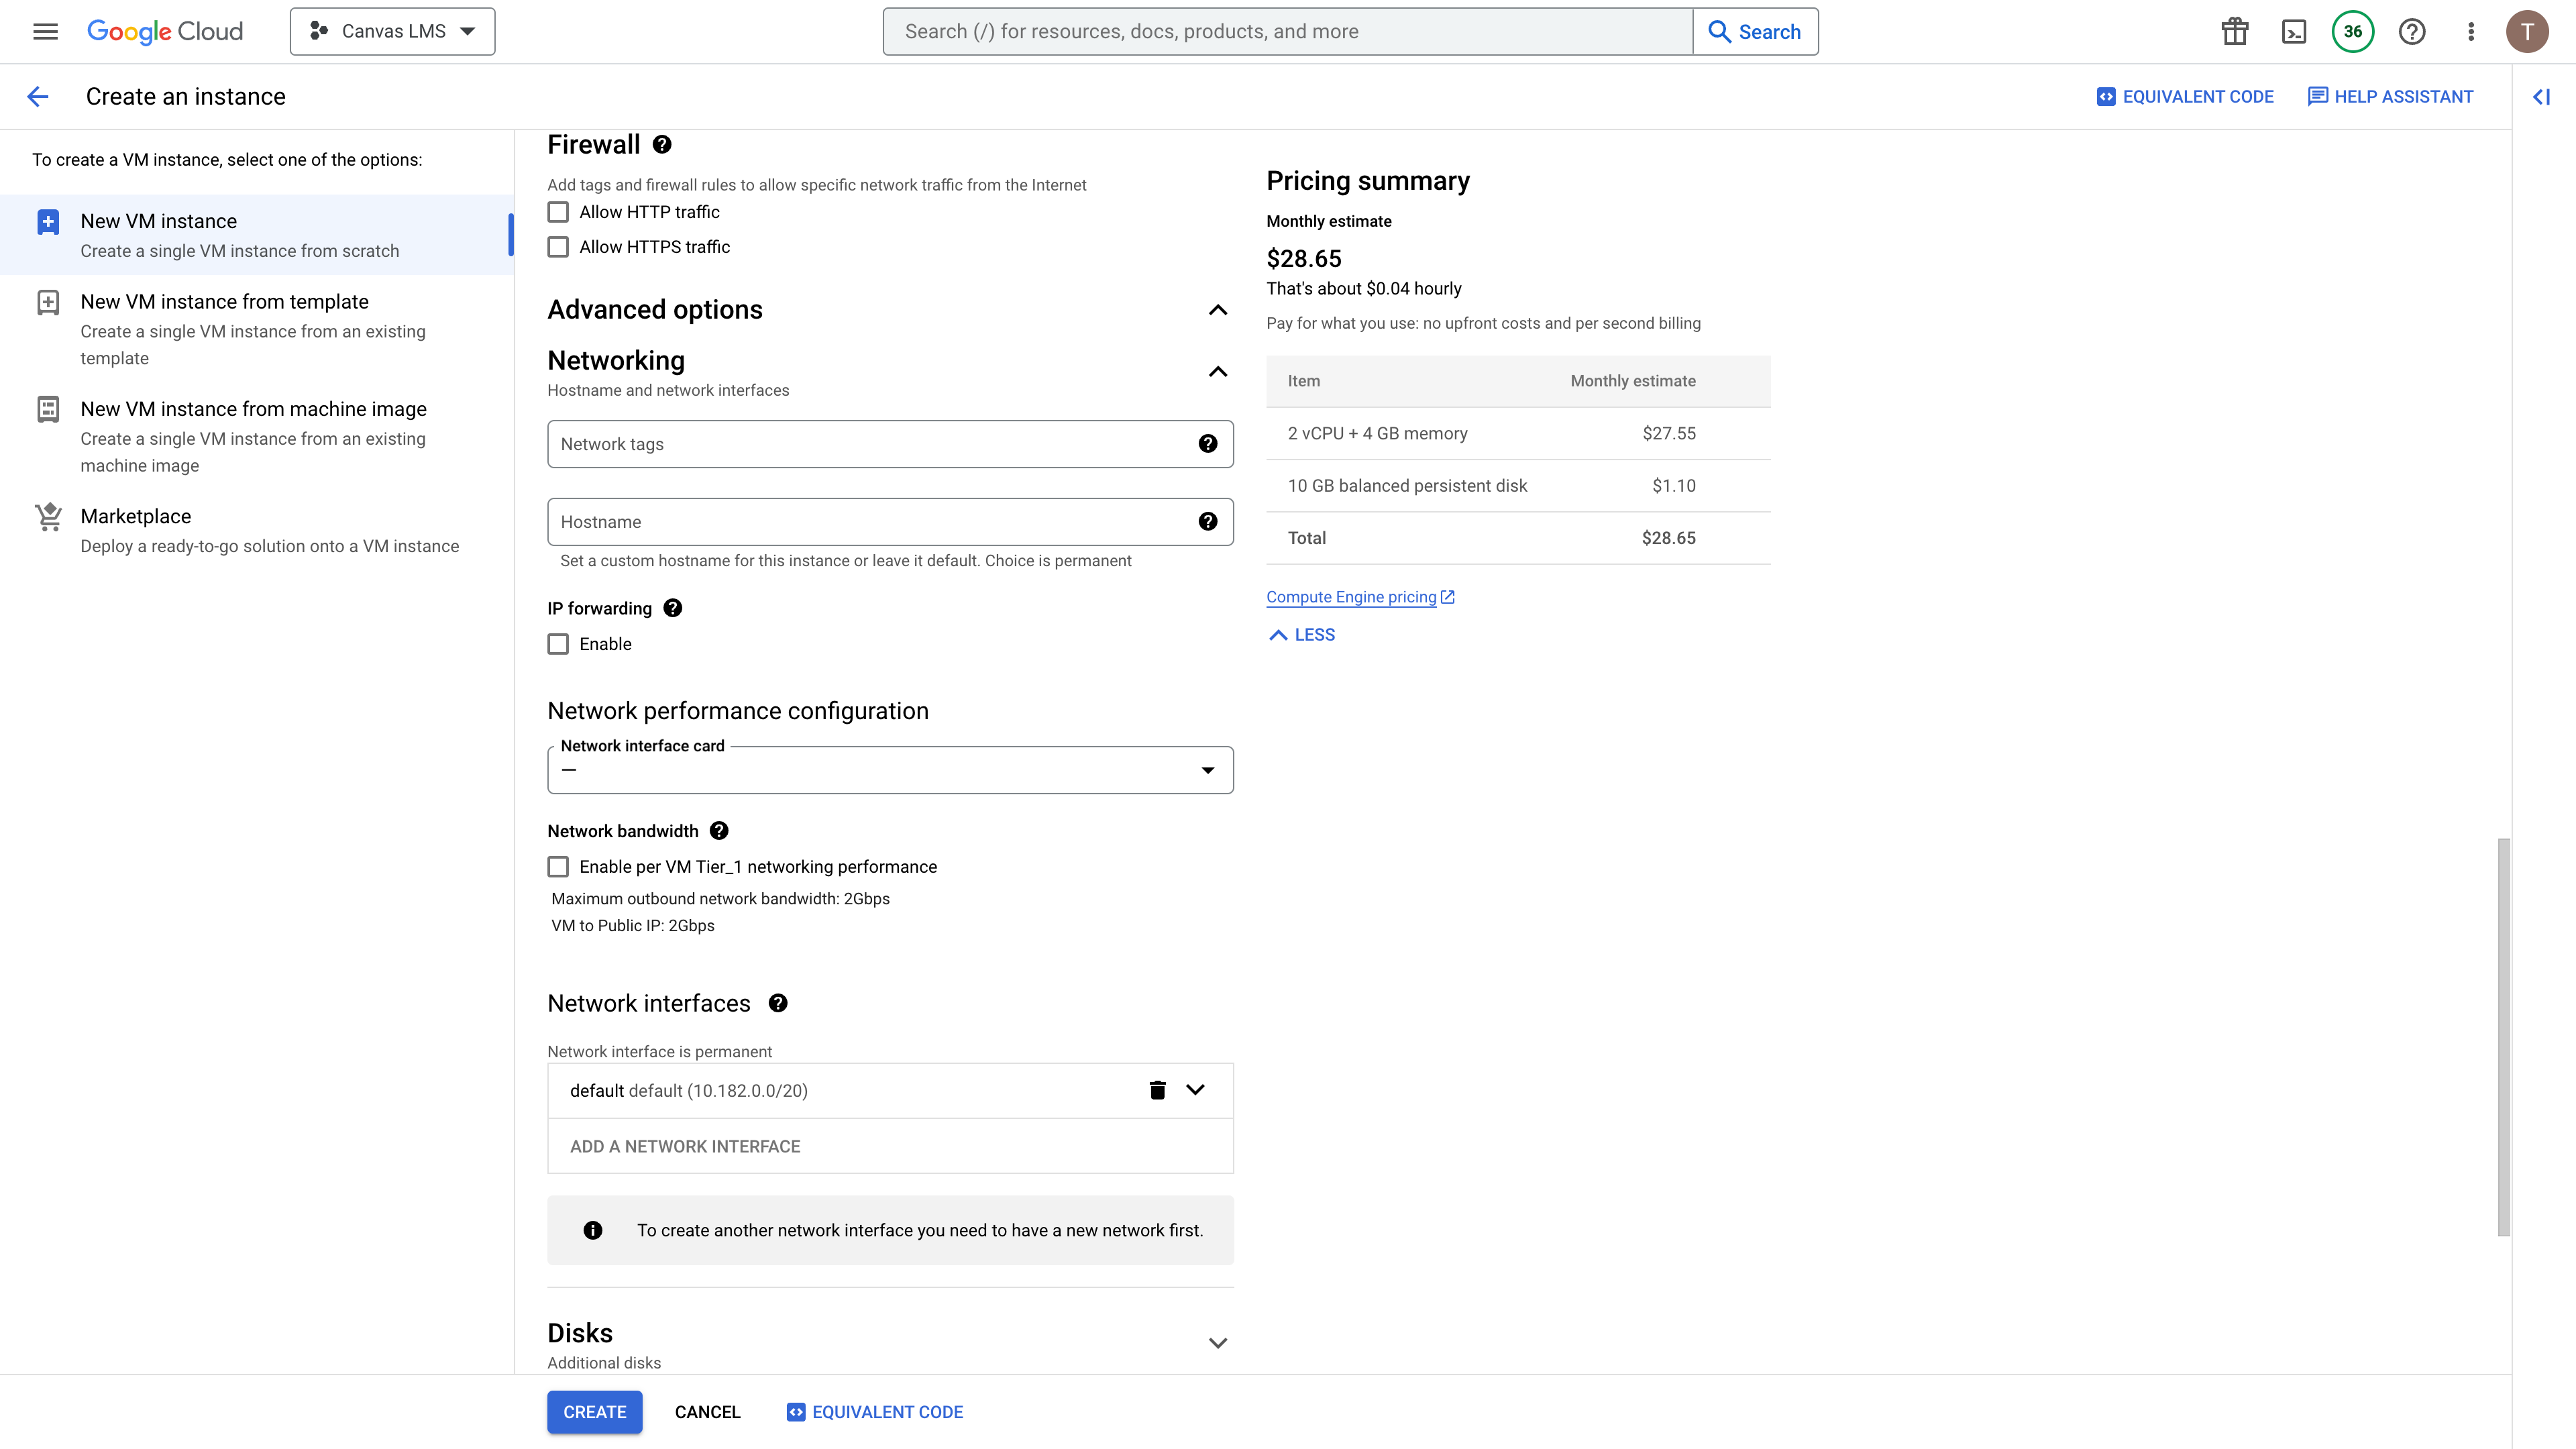 Google Cloud
Canvas LMS
Search (/) for resources, docs, products, and more
Search
36
T
Create an instance
EQUIVALENT CODE
HELP ASSISTANT
To create a VM instance, select one of the options:
New VM instance
Create a single VM instance from scratch
New VM instance from template
Create a single VM instance from an existing
template
New VM instance from machine image
Create a single VM instance from an existing
machine image
Marketplace
Deploy a ready-to-go solution onto a VM instance
Firewall
Add tags and firewall rules to allow specific network traffic from the Internet
Allow HTTP traffic
Allow HTTPS traffic
Advanced options
Networking
Hostname and network interfaces
Network tags
Hostname
Set a custom hostname for this instance or leave it default. Choice is permanent
IP forwarding
Enable
Network performance configuration
Network interface card
—
Network bandwidth
Enable per VM Tier_1 networking performance
Maximum outbound network bandwidth: 2Gbps
VM to Public IP: 2Gbps
Network interfaces
Network interface is permanent
default default (10.182.0.0/20)
ADD A NETWORK INTERFACE
To create another network interface you need to have a new network first.
Disks
Additional disks
CREATE
CANCEL
EQUIVALENT CODE
Pricing summary
Monthly estimate
$28.65
That's about $0.04 hourly
Pay for what you use: no upfront costs and per second billing
Item Monthly estimate
2 vCPU + 4 GB memory $27.55
10 GB balanced persistent disk $1.10
Total $28.65
Compute Engine pricing
LESS